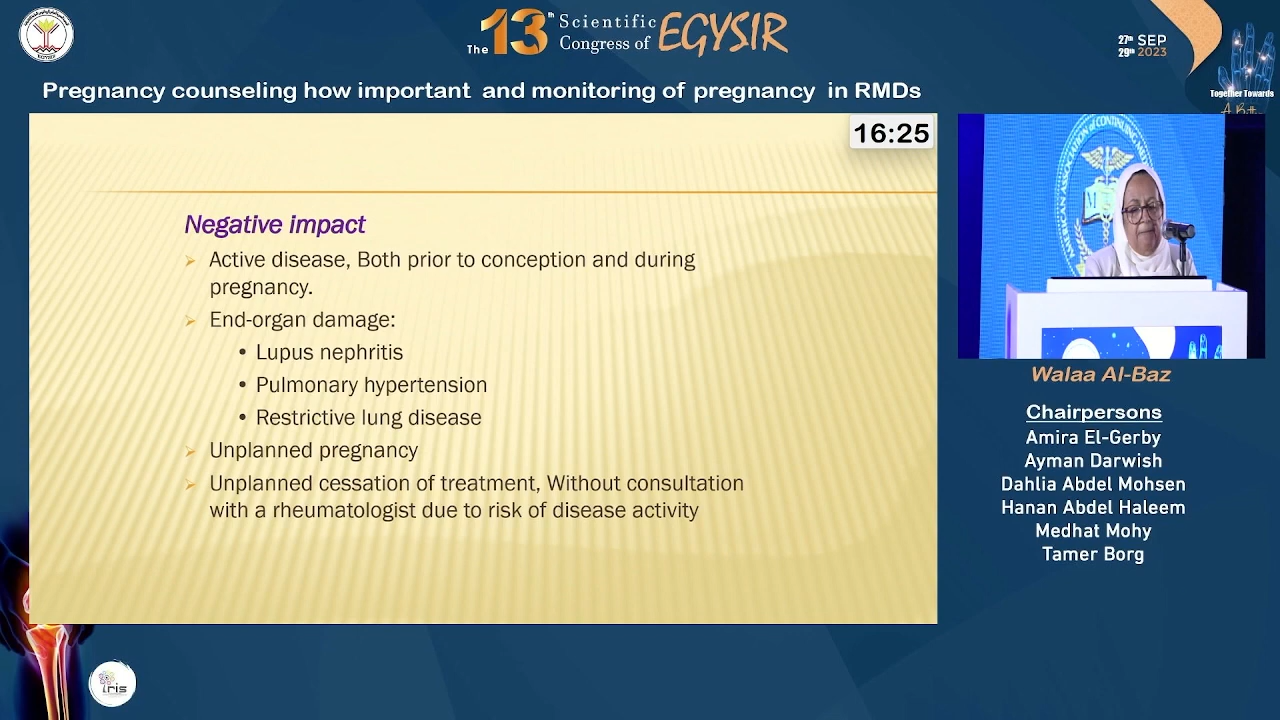 The 13th Scientific Congress of EGYSIR
27th SEP
29th 2023
Together Towards
EGYSIR
Pregnancy counseling how important and monitoring of pregnancy in RMDs
16:25
Negative impact
➢ Active disease, Both prior to conception and during
pregnancy.
➢ End-organ damage:
• Lupus nephritis
• Pulmonary hypertension
• Restrictive lung disease
➢ Unplanned pregnancy
➢ Unplanned cessation of treatment, Without consultation
with a rheumatologist due to risk of disease activity
Walaa Al-Baz
Chairpersons
Amira El-Gerby
Ayman Darwish
Dahlia Abdel Mohsen
Hanan Abdel Haleem
Medhat Mohy
Tamer Borg
iris